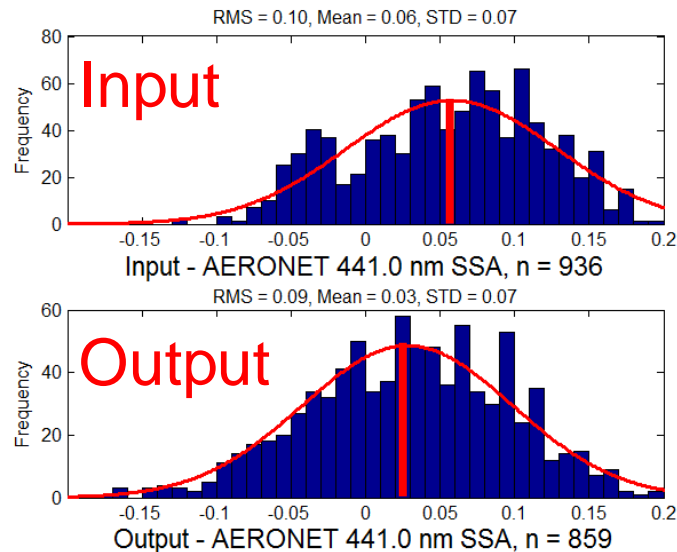 RMS = 0.10, Mean = 0.06, STD = 0.07
80
60
40
20
0
Frequency
Input
-0.15 -0.1 -0.05 0 0.05 0.1 0.15 0.2
Input - AERONET 441.0 nm SSA, n = 936
RMS = 0.09, Mean = 0.03, STD = 0.07
60
40
20
0
Frequency
Output
-0.15 -0.1 -0.05 0 0.05 0.1 0.15 0.2
Output - AERONET 441.0 nm SSA, n = 859